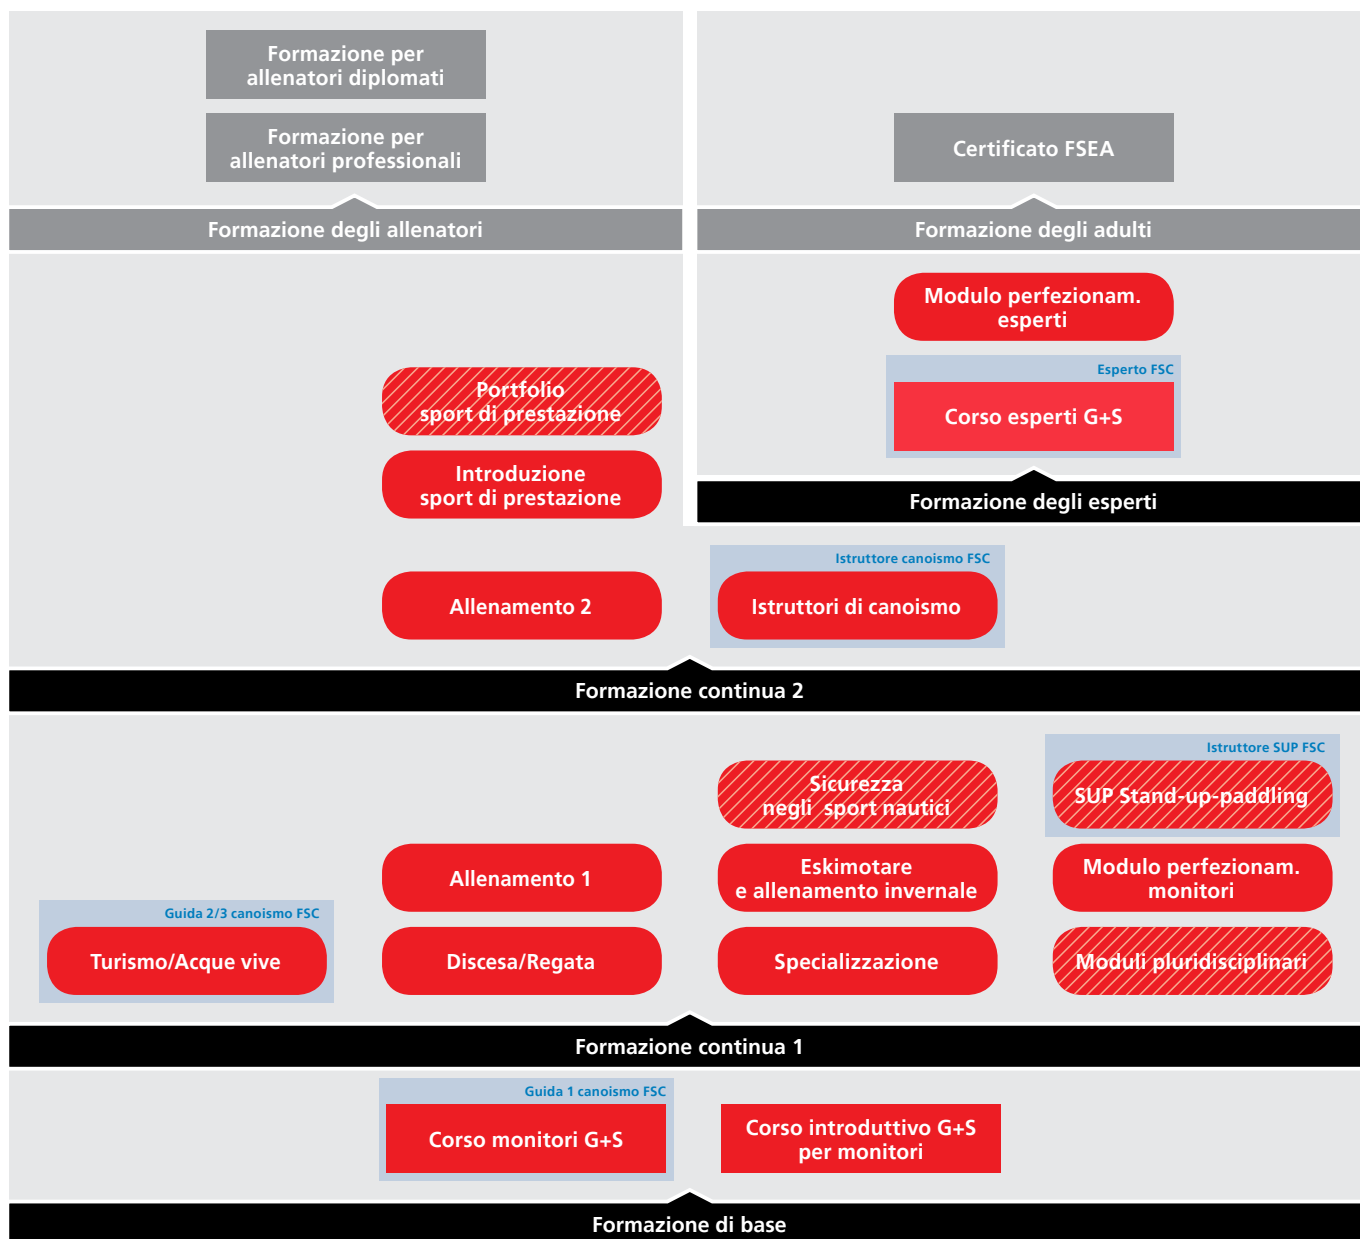 Formazione per
allenatori diplomati
Formazione per
allenatori professionali
Certificato FSEA
Formazione degli allenatori
Formazione degli adulti
Modulo perfezionam.
esperti
Esperto FSC
Corso esperti G+S
Portfolio
sport di prestazione
Introduzione
sport di prestazione
Formazione degli esperti
Istruttore canoismo FSC
Allenamento 2
Istruttori di canoismo
Formazione continua 2
Istruttore SUP FSC
Sicurezza
negli sport nautici
SUP Stand-up-paddling
Allenamento 1
Eskimotare
e allenamento invernale
Modulo perfezionam.
monitori
Guida 2/3 canoismo FSC
Turismo/Acque vive
Discesa/Regata
Specializzazione
Moduli pluridisciplinari
Formazione continua 1
Guida 1 canoismo FSC
Corso monitori G+S
Corso introduttivo G+S
per monitori
Formazione di base